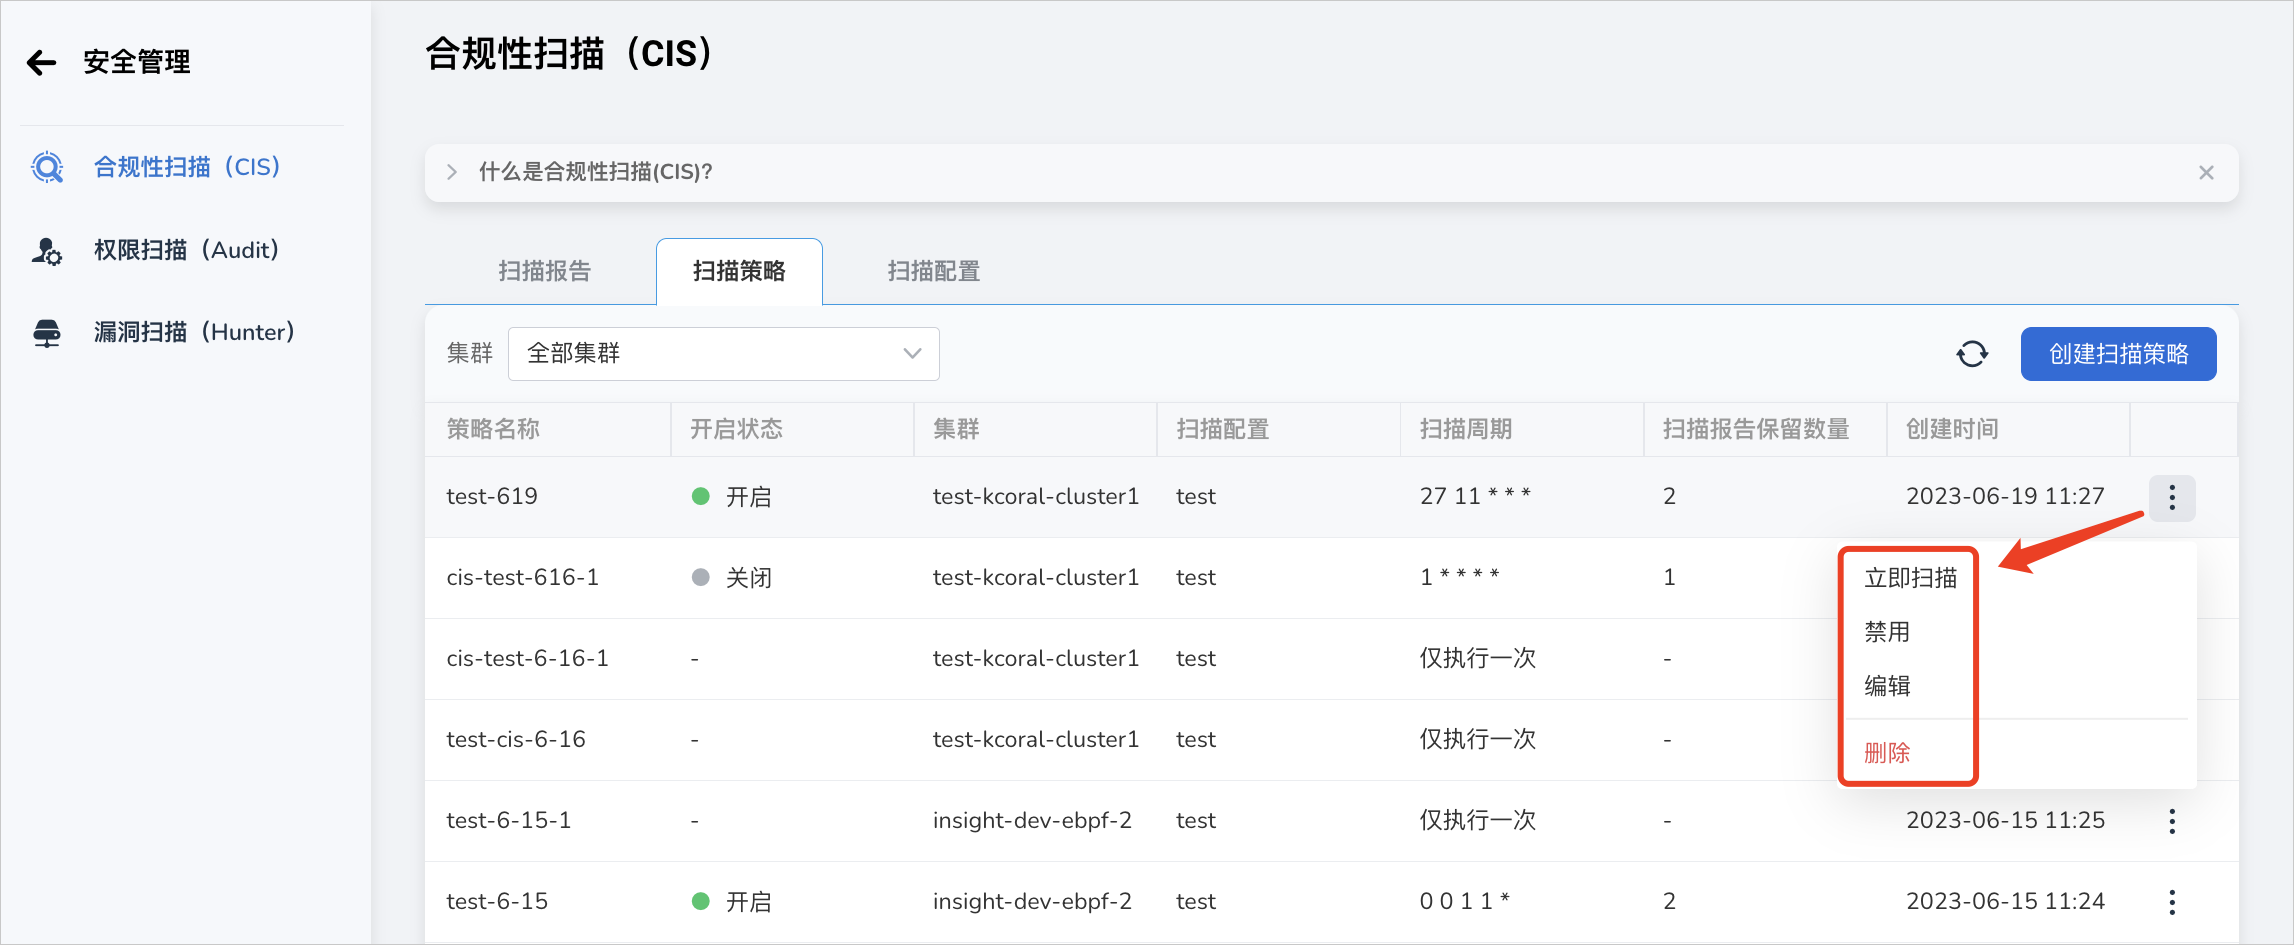 安全管理
合规性扫描（CIS）
权限扫描（Audit）
漏洞扫描（Hunter）
合规性扫描（CIS）
什么是合规性扫描(CIS)?
扫描报告 扫描策略 扫描配置
集群 全部集群 创建扫描策略
策略名称 开启状态 集群 扫描配置 扫描周期 扫描报告保留数量 创建时间
test-619 开启 test-kcoral-cluster1 test 27 11 * * * 2 2023-06-19 11:27
cis-test-616-1 关闭 test-kcoral-cluster1 test 1 * * * * 1
cis-test-6-16-1 - test-kcoral-cluster1 test 仅执行一次 -
test-cis-6-16 - test-kcoral-cluster1 test 仅执行一次 -
test-6-15-1 - insight-dev-ebpf-2 test 仅执行一次 - 2023-06-15 11:25
test-6-15 开启 insight-dev-ebpf-2 test 0 0 1 1 * 2 2023-06-15 11:24
立即扫描
禁用
编辑
删除